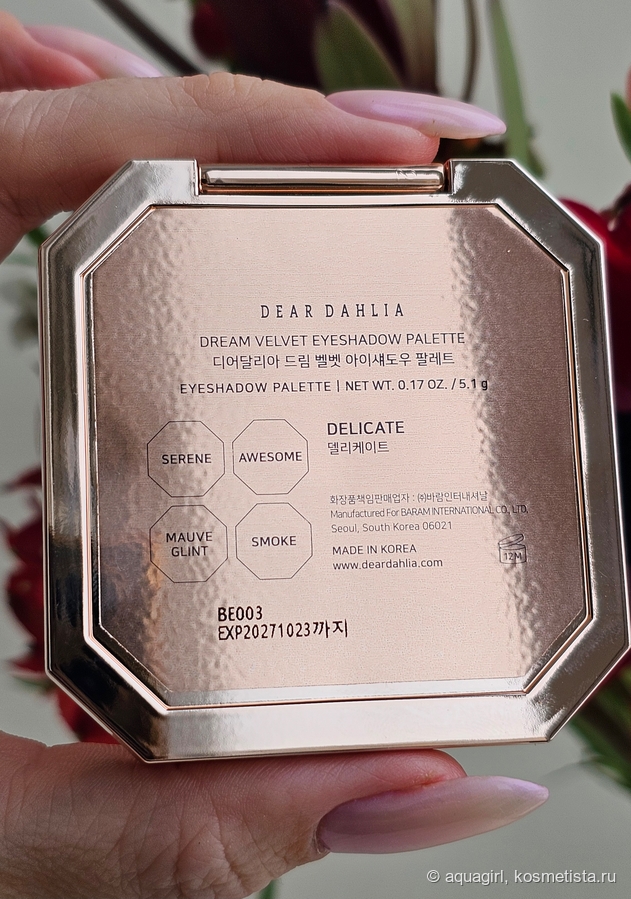 DEAR DAHLIA
DREAM VELVET EYESHADOW PALETTE
디어달리아 드림 벨벳 아이섀도우 팔레트
EYESHADOW PALETTE | NET WT. 0.17 OZ. / 5.1 g
SERENE
AWESOME
MAUVE
GLINT
SMOKE
DELICATE
델리케이트
화장품책임판매업자 : ㈜바람인터내셔날
Manufactured For BARAM INTERNATIONAL CO., LTD.
Seoul, South Korea 06021
MADE IN KOREA
www.deardahlia.com
12M
BE003
EXP20271023까지
© aquagirl, kosmetista.ru